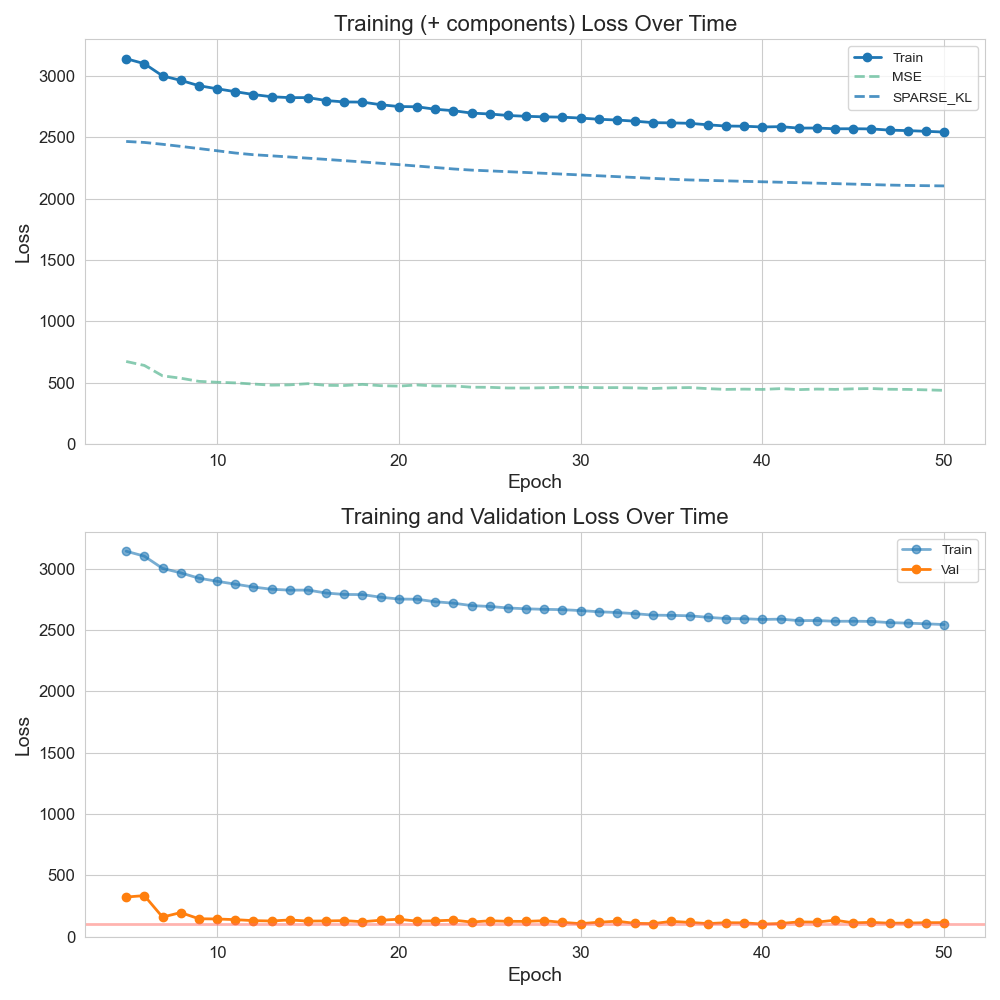 Training (+ components) Loss Over Time
Train
MSE
SPARSE_KL
3000
2500
2000
1500
1000
500
0
Loss
10 20 30 40 50
Epoch
Training and Validation Loss Over Time
Train
Val
3000
2500
2000
1500
1000
500
0
Loss
10 20 30 40 50
Epoch